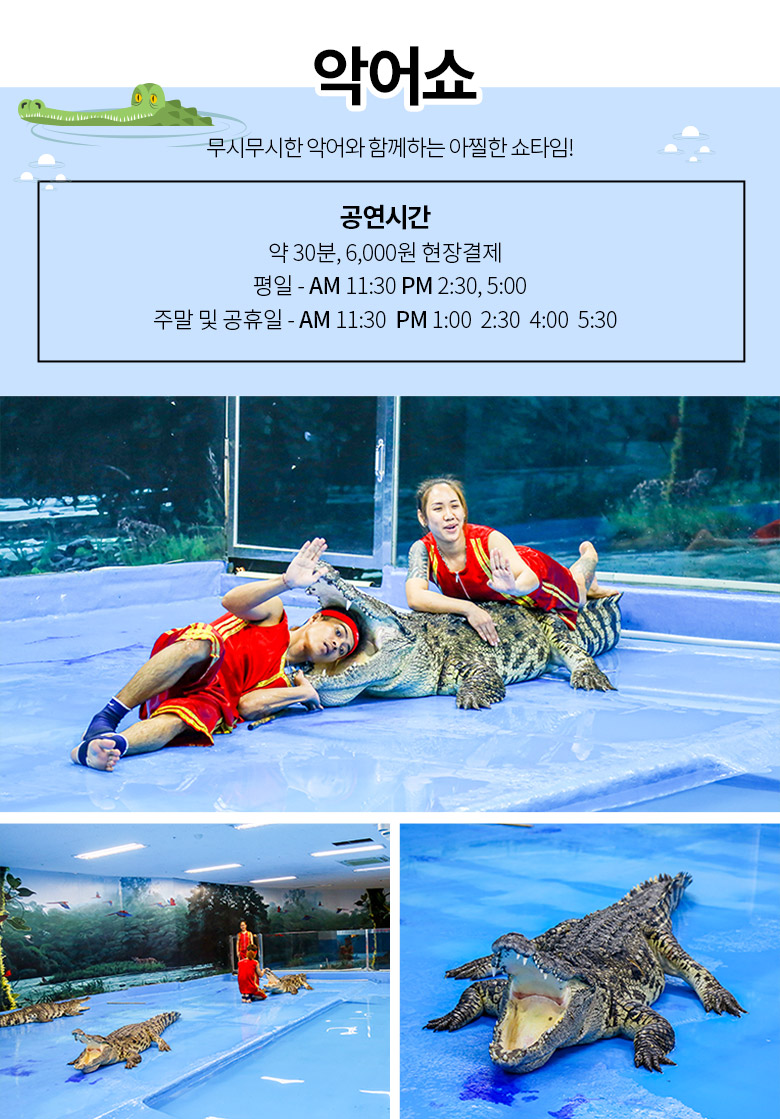 악어쇼
무시무시한 악어와 함께하는 아찔한 쇼타임!
공연시간
약 30분, 6,000원 현장결제
평일 - AM 11:30 PM 2:30, 5:00
주말 및 공휴일 - AM 11:30 PM 1:00 2:30 4:00 5:30